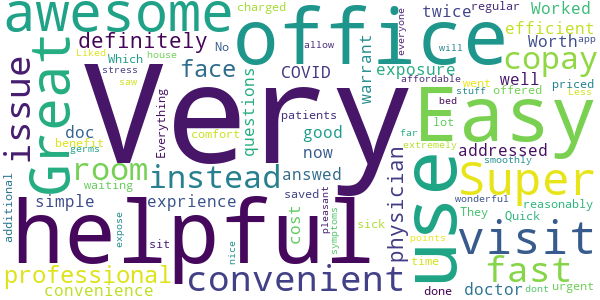 awesome
office
charged
twice
regular
Worked
everyone
definitely
No
allow
will
app
efficient
Liked
Which
house
Worth
copay
stress
saw
face
COVID
exposure
warrant
affordable
Less
issue
Great
Very
Easy
went
well
priced
stuff
offered
bed
doc
benefit
germs
Everything
comfort
questions
patients
good
now
far
lot
extremely
addressed
room
waiting
instead
answered
physician
smoothly
Super
additional
simple
exprience
saved
cost
pleasant
symptoms
use
wonderful
reasonably
They
Quick
helpful
expose
sit
nice
sick
visit
professional
convenience
convenient
points
time
fast
done
doctor
dont
urgent